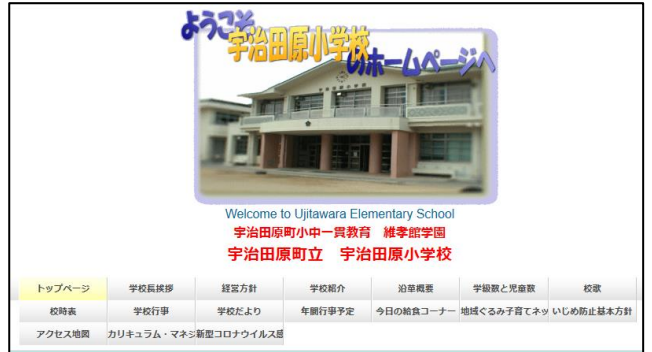 ようこそ
宇治田原小学校
のホームページへ
Welcome to Ujitawara Elementary School
宇治田原町小中一貫教育 維孝館学園
宇治田原町立 宇治田原小学校
トップページ 学校長挨拶 経営方針 学校紹介 沿革概要 学級数と児童数 校歌
校時表 学校行事 学校だより 年間行事予定 今日の給食コーナー 地域ぐるみ子育てネッ いじめ防止基本方針
アクセス地図 カリキュラム・マネジ 新型コロナウイルス感